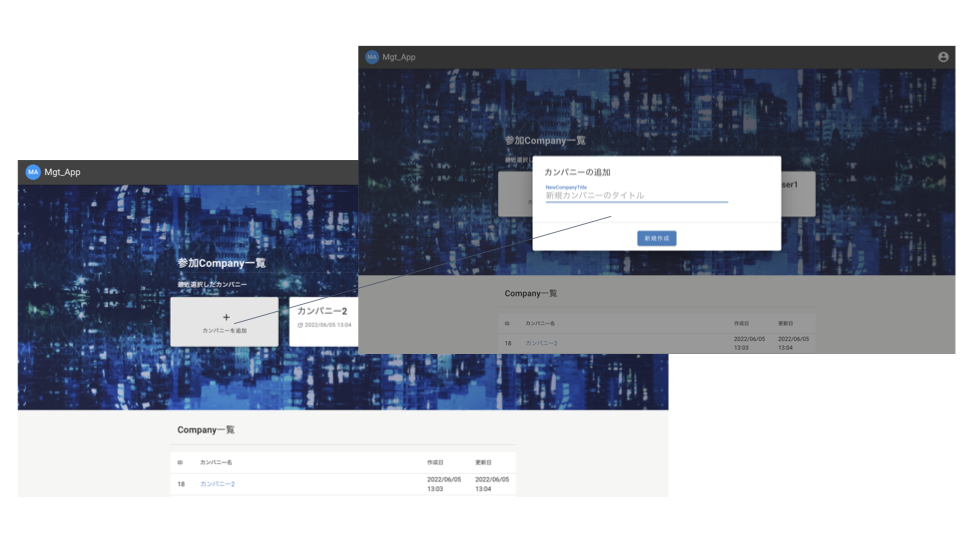 MA Mgt_App
参加Company一覧
最近選択し
カンパニーの追加
NewCompanyTitle
新規カンパニーのタイトル
新規作成
ser1
Company一覧
ID カンパニー名 作成日 更新日
18 カンパニー2 2022/06/05 2022/06/05
13:03 13:04
MA Mgt_App
参加Company一覧
最近選択したカンパニー
+
カンパニーを追加
カンパニー2
2022/06/05 13:04
Company一覧
ID カンパニー名 作成日 更新日
18 カンパニー2 2022/06/05 2022/06/05
13:03 13:04